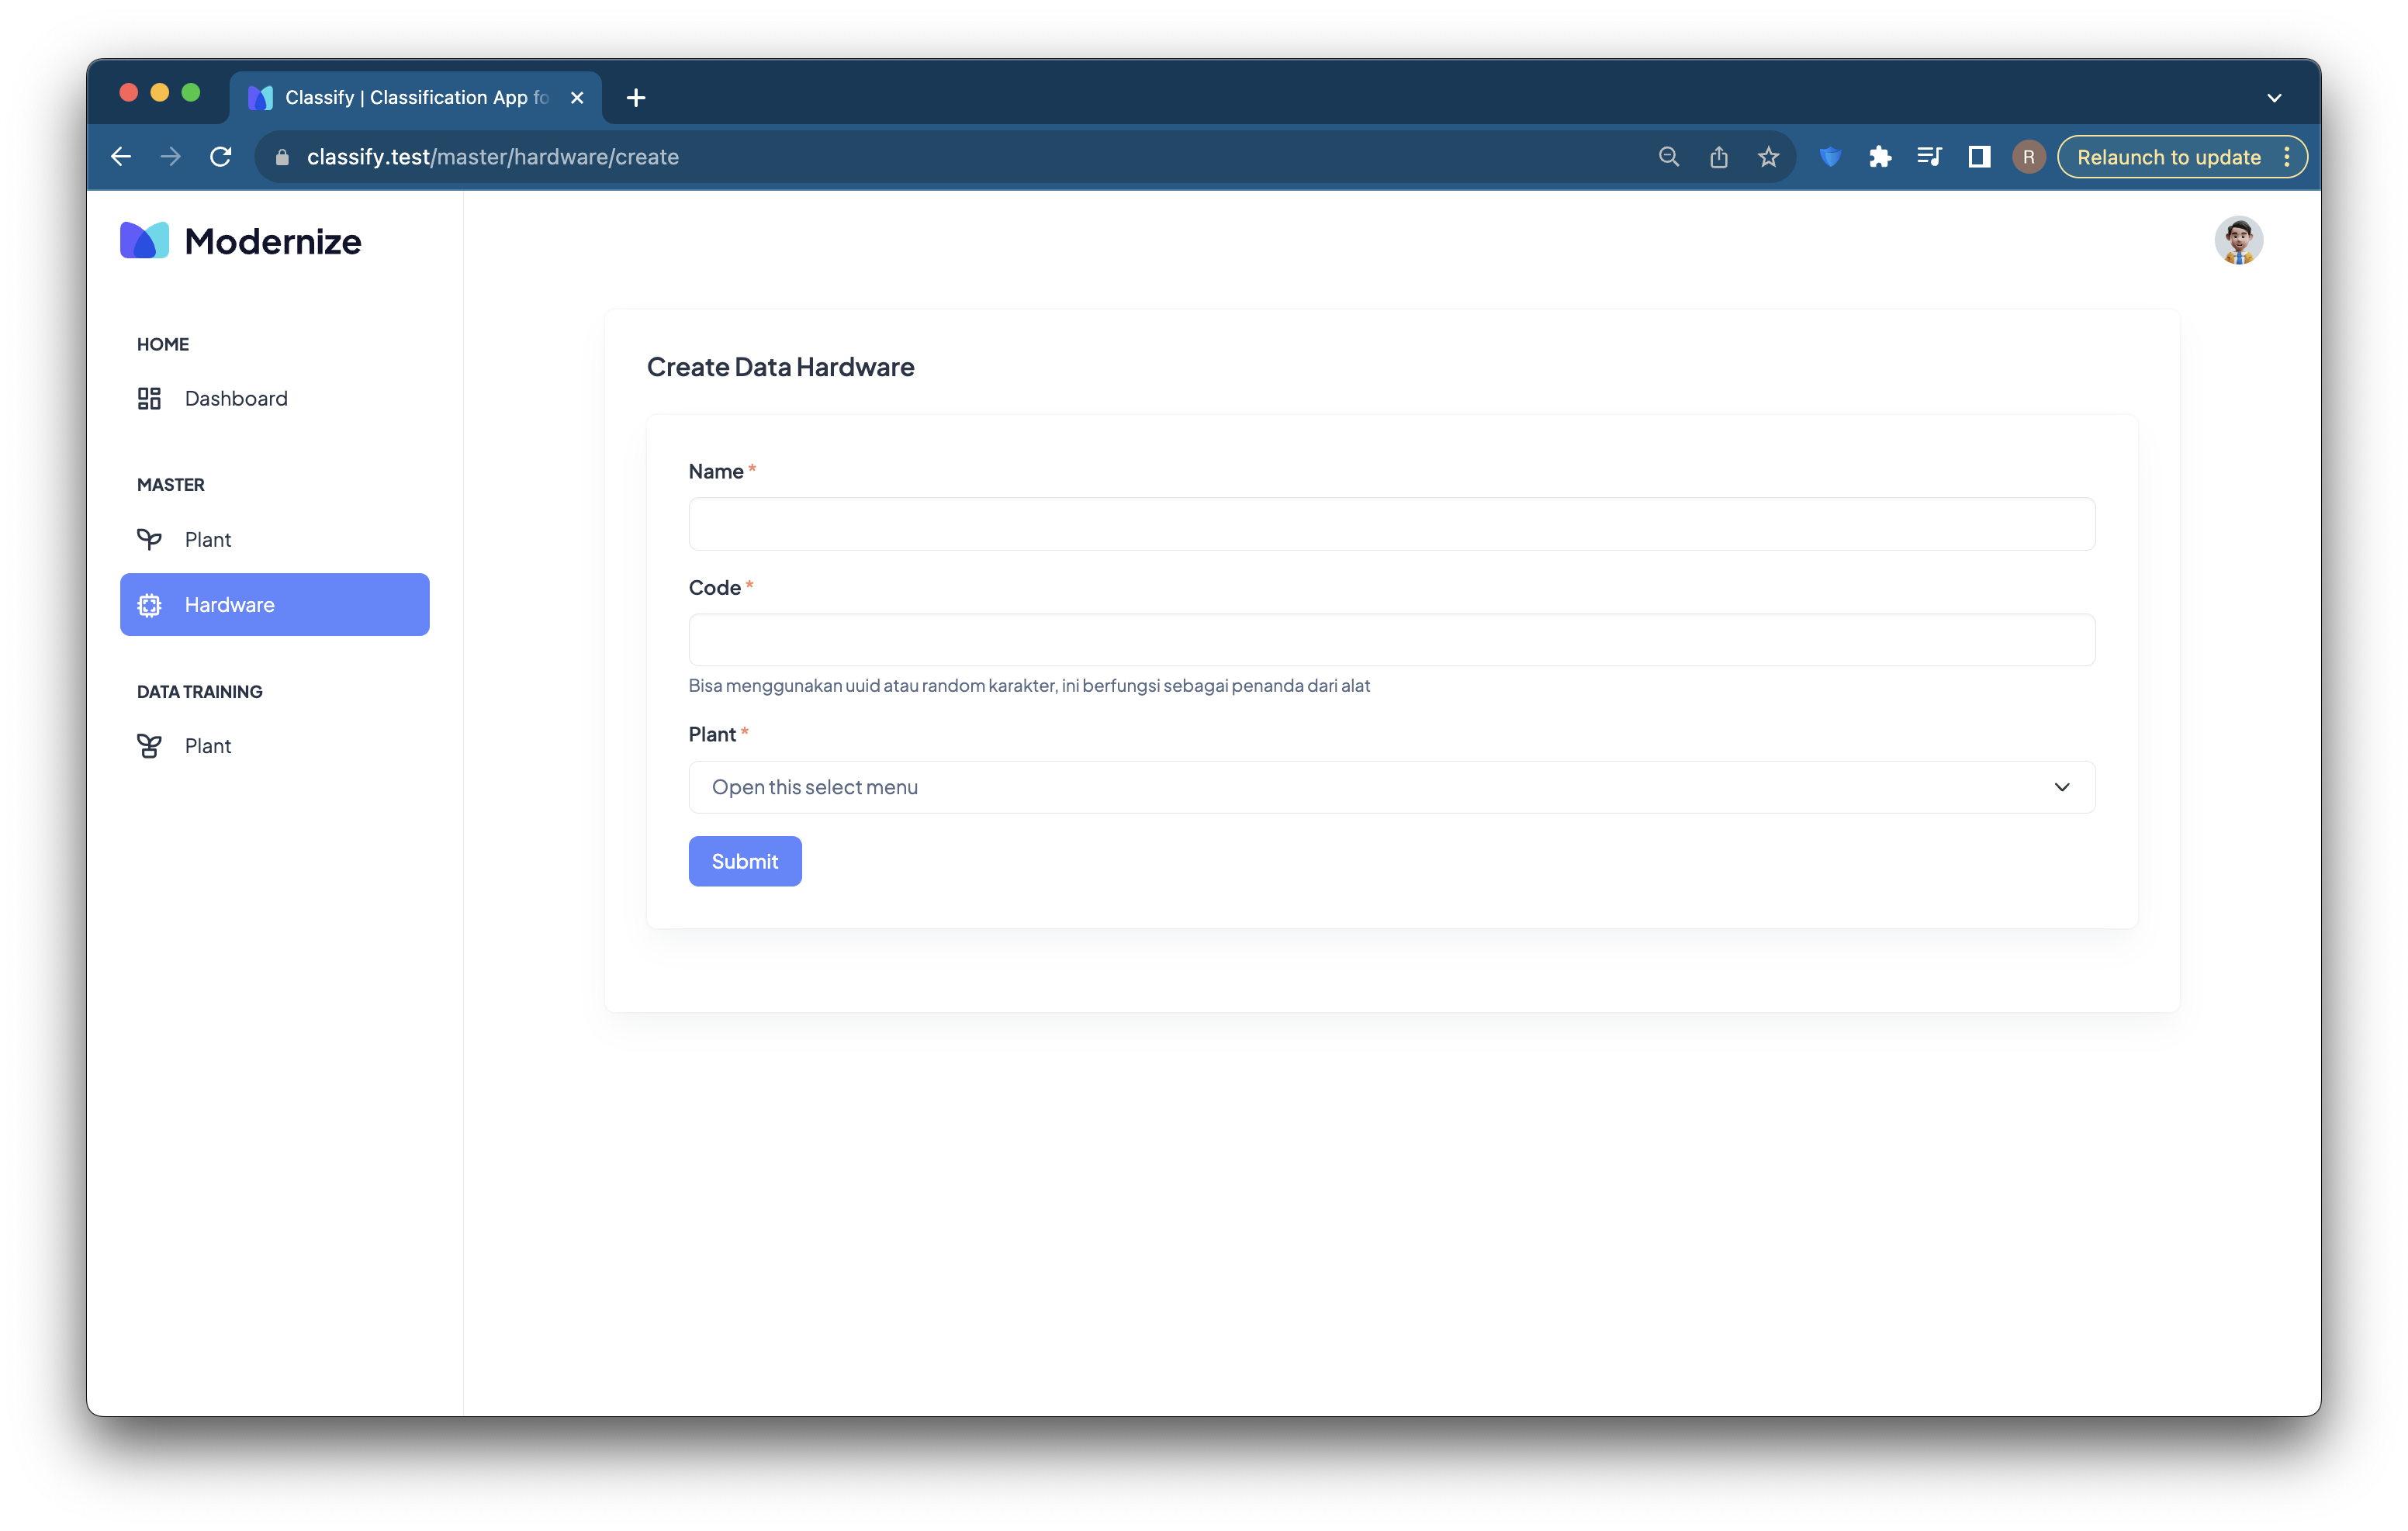 Classify | Classification App fo
classify.test/master/hardware/create
R
Relaunch to update
Modernize
HOME
Dashboard
MASTER
Plant
Hardware
DATA TRAINING
Plant
Create Data Hardware
Name *
Code *
Bisa menggunakan uuid atau random karakter, ini berfungsi sebagai penanda dari alat
Plant *
Open this select menu
Submit